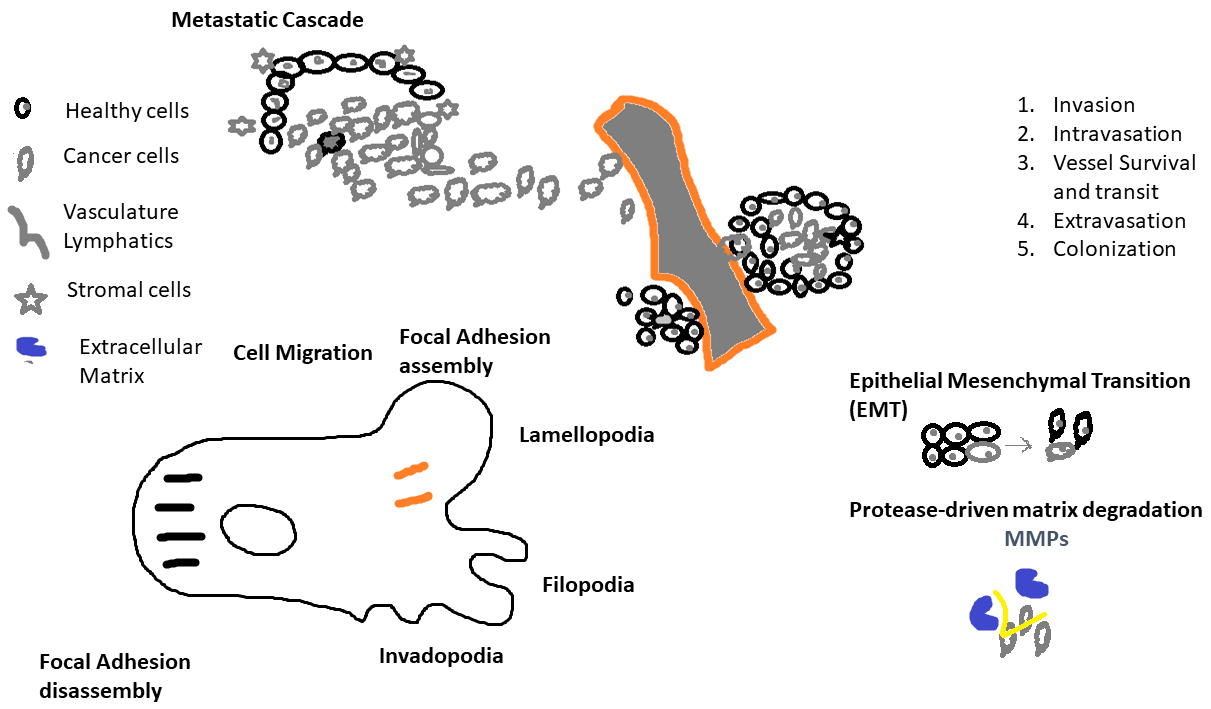 Metastatic Cascade
Healthy cells
Cancer cells
Vasculature
Lymphatics
Stromal cells
Extracellular
Matrix
1. Invasion
2. Intravasation
3. Vessel Survival
and transit
4. Extravasation
5. Colonization
Cell Migration
Focal Adhesion
assembly
Lamellopodia
Filopodia
Invadopodia
Focal Adhesion
disassembly
Epithelial Mesenchymal Transition
(EMT)
Protease-driven matrix degradation
MMPs